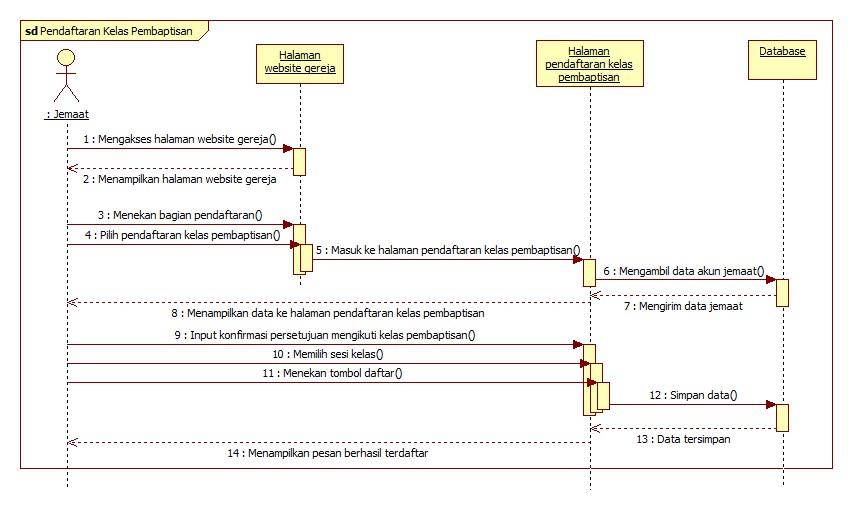 sd Pendaftaran Kelas Pembaptisan
Halaman
website gereja
Halaman
pendaftaran kelas
pembaptisan
Database
: Jemaat
1 : Mengakses halaman website gereja()
2 : Menampilkan halaman website gereja
3 : Menekan bagian pendaftaran()
4 : Pilih pendaftaran kelas pembaptisan()
5 : Masuk ke halaman pendaftaran kelas pembaptisan()
6 : Mengambil data akun jemaat()
7 : Mengirim data jemaat
8 : Menampilkan data ke halaman pendaftaran kelas pembaptisan
9 : Input konfirmasi persetujuan mengikuti kelas pembaptisan()
10 : Memilih sesi kelas()
11 : Menekan tombol daftar()
12 : Simpan data()
13 : Data tersimpan
14 : Menampilkan pesan berhasil terdaftar